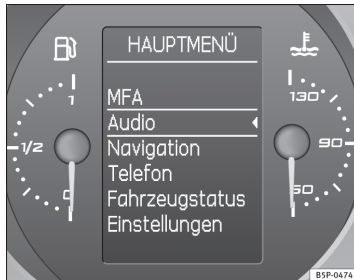 HAUPTMENÜ
MFA
Audio
Navigation
Telefon
Fahrzeugstatus
Einstellungen
1
1/2
0
130
90
50
B5P-0474